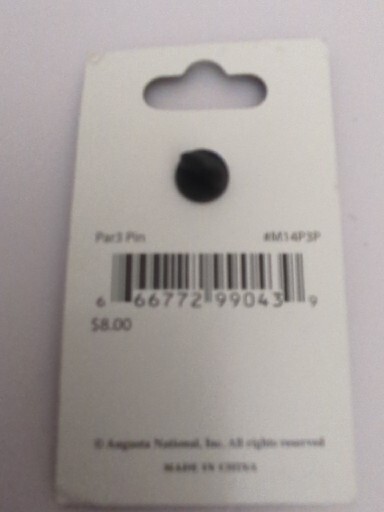 Par3 Pin #M14P3P
6 66772 99043 9
$8.00
© Augusta National, Inc. All rights reserved
MADE IN CHINA